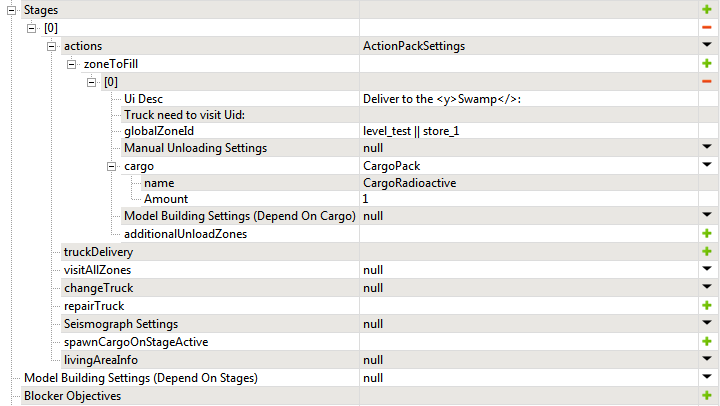 Stages
[0]
actions ActionPackSettings
zoneToFill
[0]
Ui Desc Deliver to the <y>Swamp</>:
Truck need to visit Uid:
globalZoneId level_test || store_1
Manual Unloading Settings null
cargo CargoPack
name CargoRadioactive
Amount 1
Model Building Settings (Depend On Cargo) null
additionalUnloadZones
truckDelivery
visitAllZones null
changeTruck null
repairTruck
Seismograph Settings null
spawnCargoOnStageActive
livingAreaInfo null
Model Building Settings (Depend On Stages) null
Blocker Objectives